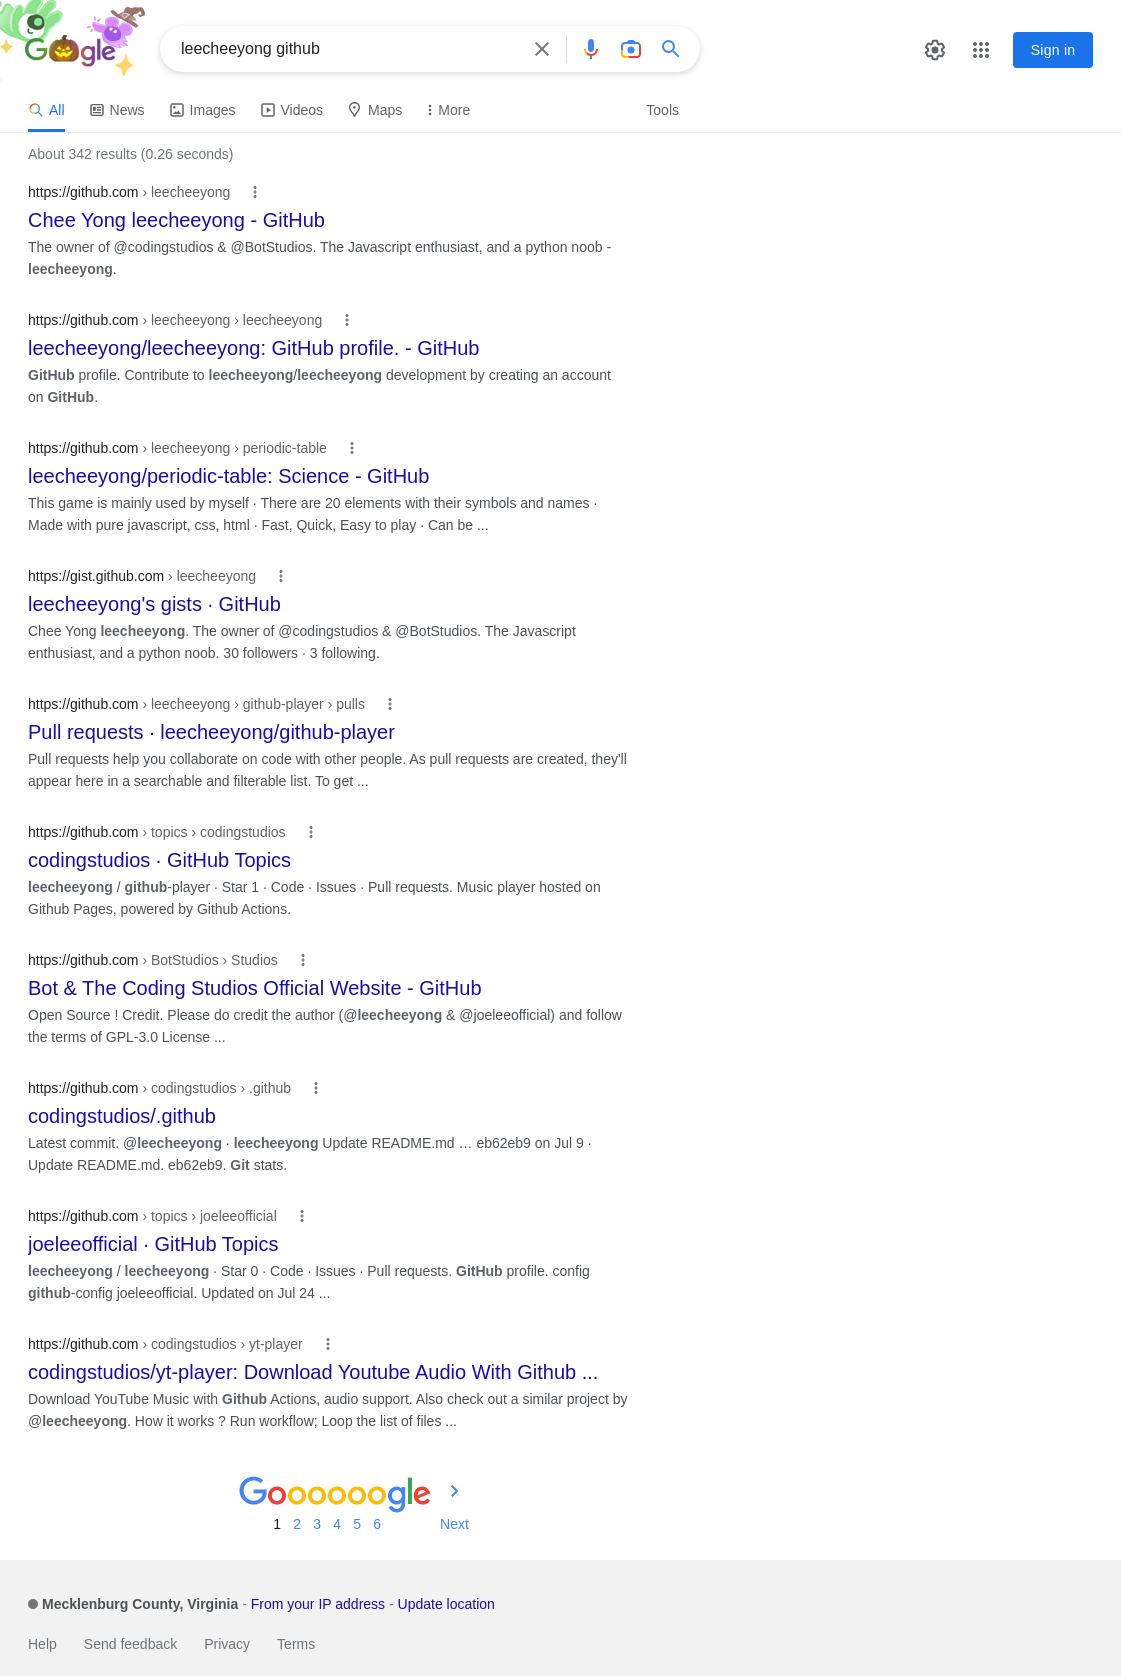 Google
leecheeyong github
Sign in
All News Images Videos Maps More Tools
About 342 results (0.26 seconds)
https://github.com › leecheeyong
Chee Yong leecheeyong - GitHub
The owner of @codingstudios & @BotStudios. The Javascript enthusiast, and a python noob -
leecheeyong.
https://github.com › leecheeyong › leecheeyong
leecheeyong/leecheeyong: GitHub profile. - GitHub
GitHub profile. Contribute to leecheeyong/leecheeyong development by creating an account
on GitHub.
https://github.com › leecheeyong › periodic-table
leecheeyong/periodic-table: Science - GitHub
This game is mainly used by myself · There are 20 elements with their symbols and names ·
Made with pure javascript, css, html · Fast, Quick, Easy to play · Can be ...
https://gist.github.com › leecheeyong
leecheeyong's gists · GitHub
Chee Yong leecheeyong. The owner of @codingstudios & @BotStudios. The Javascript
enthusiast, and a python noob. 30 followers · 3 following.
https://github.com › leecheeyong › github-player › pulls
Pull requests · leecheeyong/github-player
Pull requests help you collaborate on code with other people. As pull requests are created, they'll
appear here in a searchable and filterable list. To get ...
https://github.com › topics › codingstudios
codingstudios · GitHub Topics
leecheeyong / github-player · Star 1 · Code · Issues · Pull requests. Music player hosted on
Github Pages, powered by Github Actions.
https://github.com › BotStudios › Studios
Bot & The Coding Studios Official Website - GitHub
Open Source ! Credit. Please do credit the author (@leecheeyong & @joeleeofficial) and follow
the terms of GPL-3.0 License ...
https://github.com › codingstudios › .github
codingstudios/.github
Latest commit. @leecheeyong · leecheeyong Update README.md … eb62eb9 on Jul 9 ·
Update README.md. eb62eb9. Git stats.
https://github.com › topics › joeleeofficial
joeleeofficial · GitHub Topics
leecheeyong / leecheeyong · Star 0 · Code · Issues · Pull requests. GitHub profile. config
github-config joeleeofficial. Updated on Jul 24 ...
https://github.com › codingstudios › yt-player
codingstudios/yt-player: Download Youtube Audio With Github ...
Download YouTube Music with Github Actions, audio support. Also check out a similar project by
@leecheeyong. How it works ? Run workflow; Loop the list of files ...
Goooooogle
1 2 3 4 5 6 Next
Mecklenburg County, Virginia - From your IP address - Update location
Help Send feedback Privacy Terms